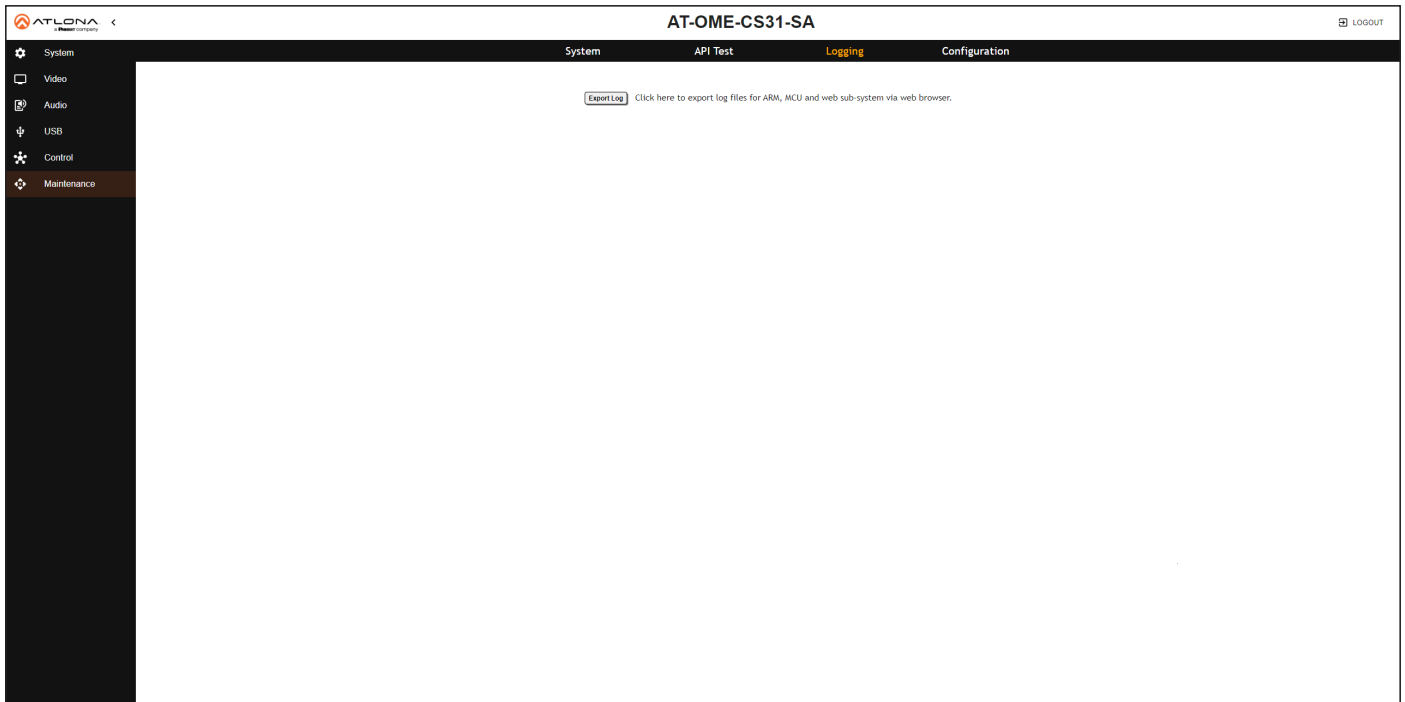 ATLONA
a Panduit company
AT-OME-CS31-SA
LOGOUT
System
Video
Audio
USB
Control
Maintenance
System API Test Logging Configuration
Export Log Click here to export log files for ARM, MCU and web sub-system via web browser.